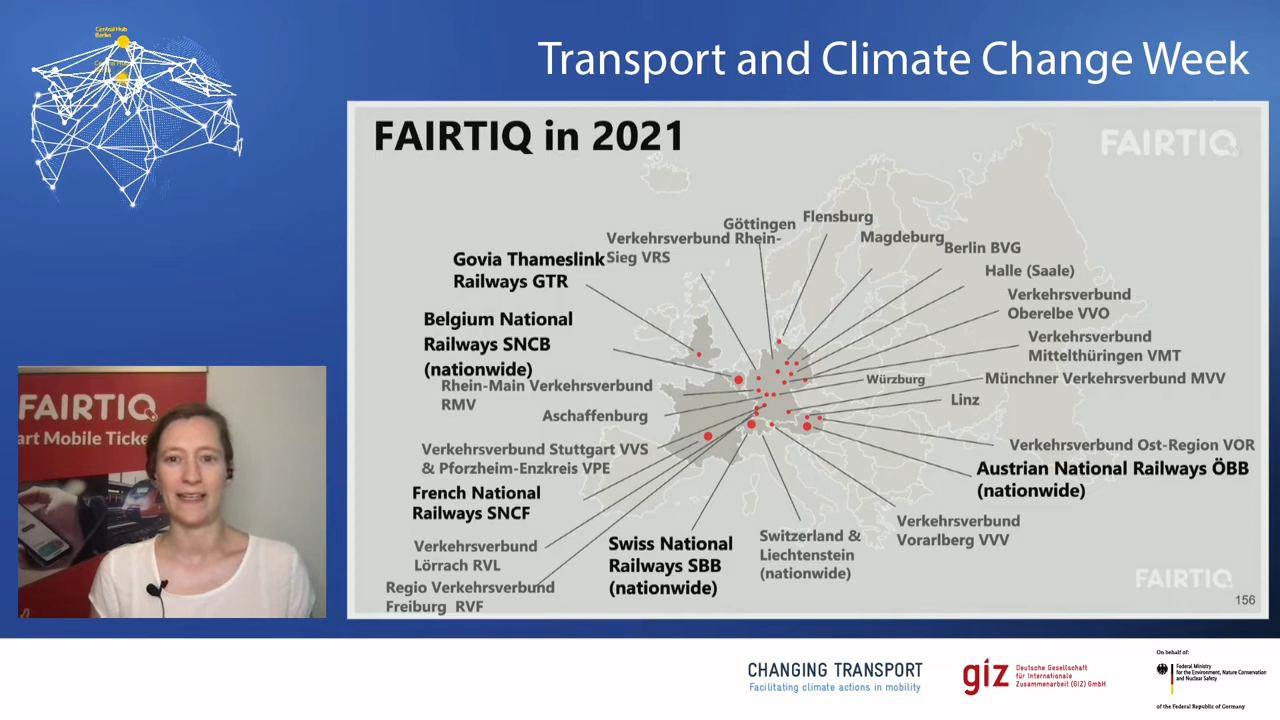 Central Hub
Berlin
Transport and Climate Change Week
FAIRTIQ in 2021
FAIRTIQ
Göttingen
Flensburg
Verkehrsverbund Rhein-
Sieg VRS
Magdeburg
Berlin BVG
Govia Thameslink
Railways GTR
Halle (Saale)
Verkehrsverbund
Oberelbe VVO
Belgium National
Railways SNCB
(nationwide)
Verkehrsverbund
Mittelthüringen VMT
Rhein-Main Verkehrsverbund
RMV
Würzburg
Münchner Verkehrsverbund MVV
Aschaffenburg
Linz
Verkehrsverbund Stuttgart VVS
& Pforzheim-Enzkreis VPE
Verkehrsverbund Ost-Region VOR
Austrian National Railways ÖBB
(nationwide)
French National
Railways SNCF
Verkehrsverbund
Vorarlberg VVV
Verkehrsverbund
Lörrach RVL
Swiss National
Railways SBB
(nationwide)
Switzerland &
Liechtenstein
(nationwide)
Regio Verkehrsverbund
Freiburg RVF
FAIRTIQ
156
FAIRTIQ
art Mobile Ticke
CHANGING TRANSPORT
Facilitating climate actions in mobility
giz
Deutsche Gesellschaft
für Internationale
Zusammenarbeit (GIZ) GmbH
On behalf of:
Federal Ministry
for the Environment, Nature Conservation
and Nuclear Safety
of the Federal Republic of Germany